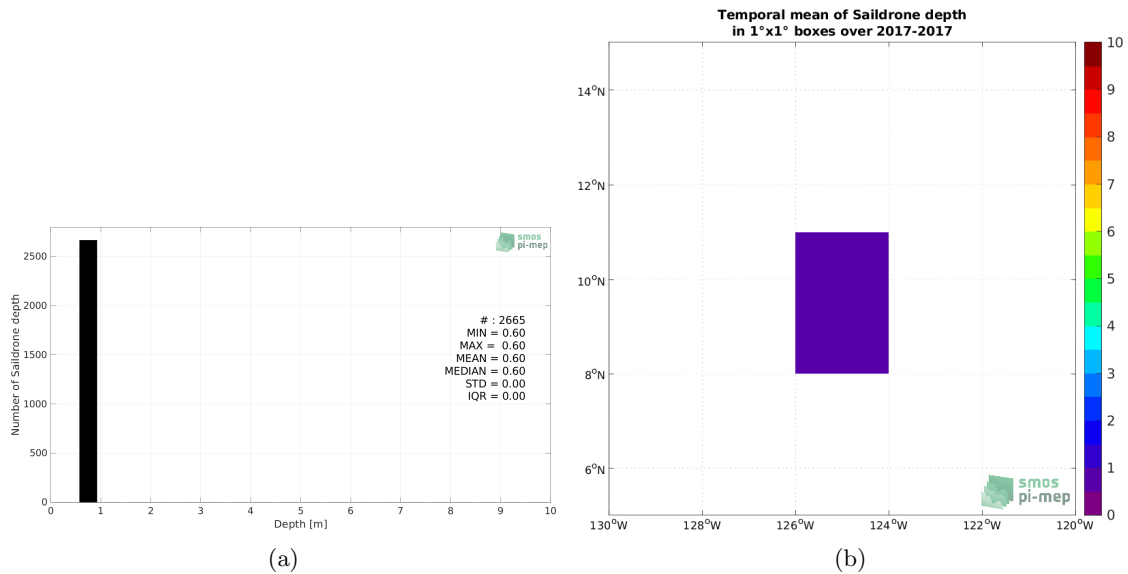 2500
2000
1500
1000
500
0
Number of Saildrone depth
0 1 2 3 4 5 6 7 8 9 10
Depth [m]
smos
pi-mep
# : 2665
MIN = 0.60
MAX = 0.60
MEAN = 0.60
MEDIAN = 0.60
STD = 0.00
IQR = 0.00
(a)
Temporal mean of Saildrone depth
in 1°x1° boxes over 2017-2017
14°N
12°N
10°N
8°N
6°N
130°W 128°W 126°W 124°W 122°W 120°W
smos
pi-mep
10
9
8
7
6
5
4
3
2
1
0
(b)